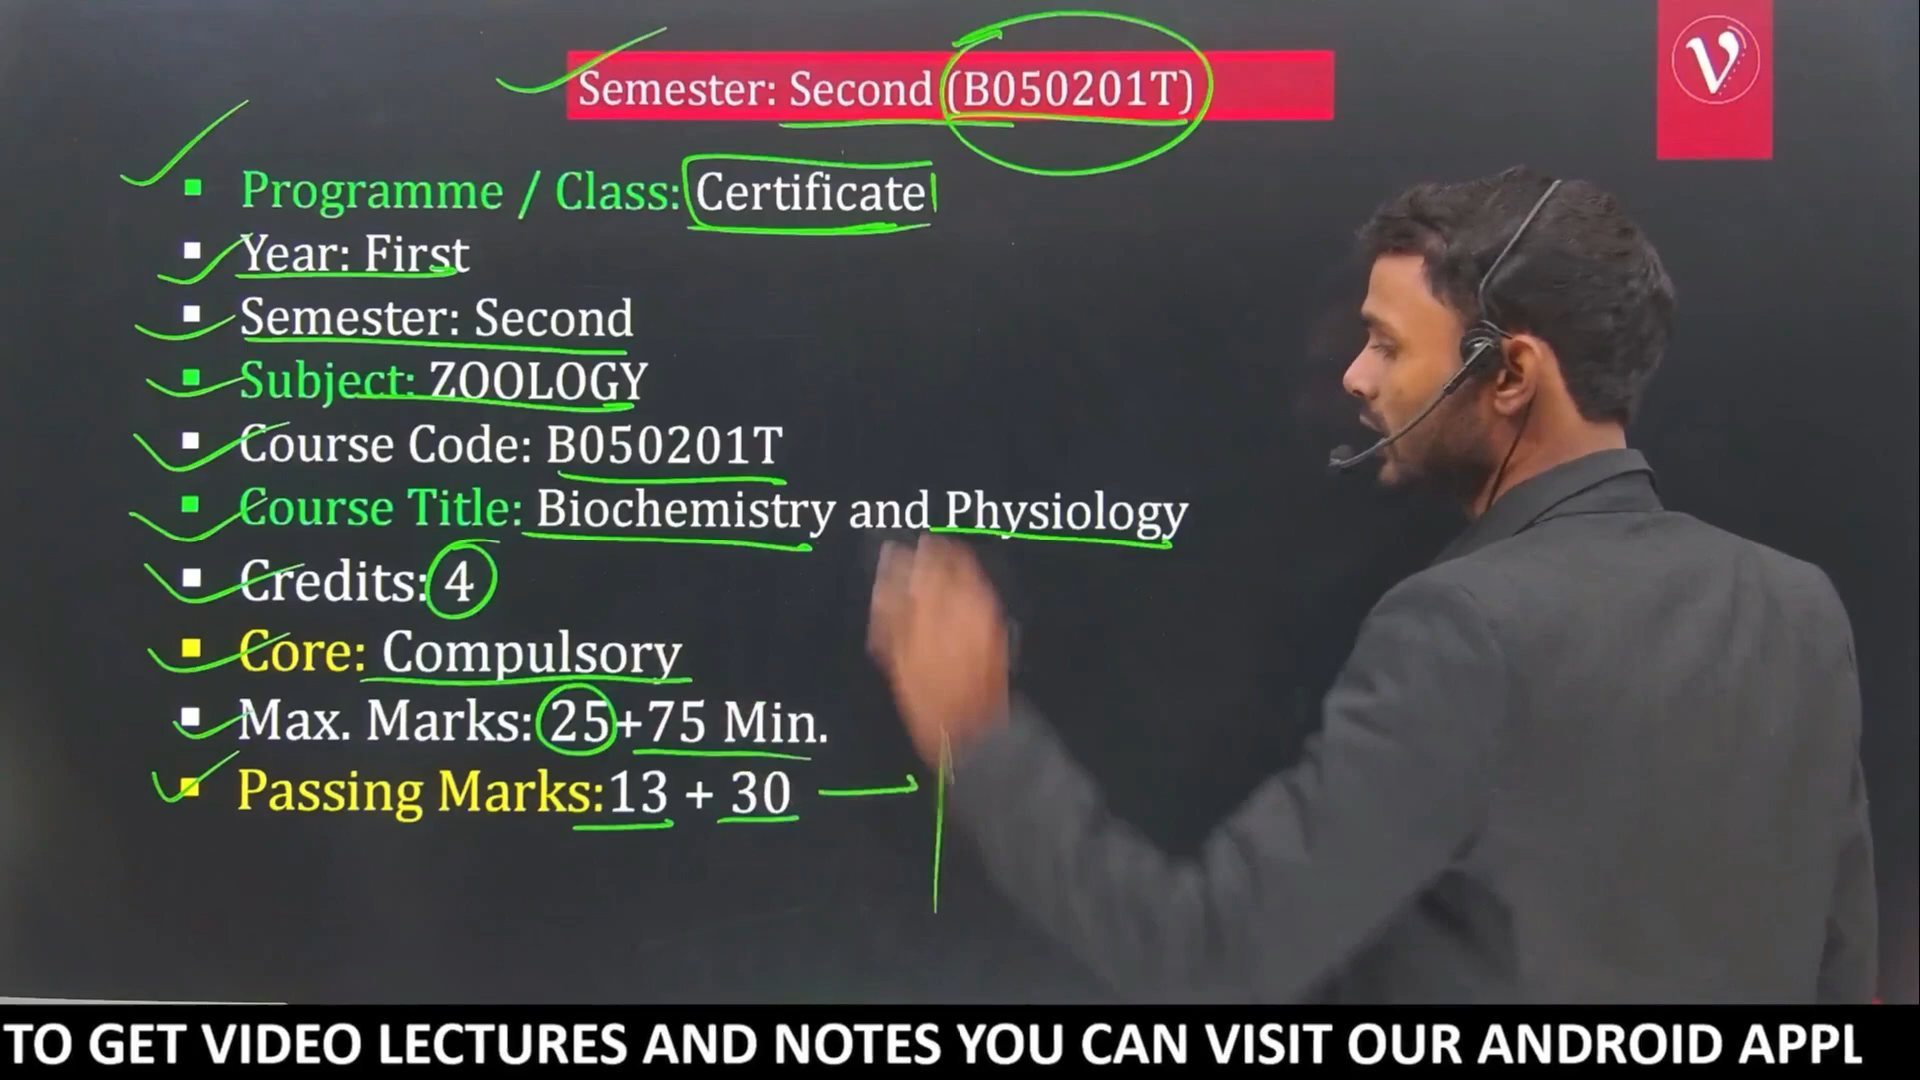 Semester: Second (B050201T)
V
▪ Programme / Class: Certificate
▪ Year: First
▪ Semester: Second
▪ Subject: ZOOLOGY
▪ Course Code: B050201T
▪ Course Title: Biochemistry and Physiology
▪ Credits: 4
▪ Core: Compulsory
▪ Max. Marks: 25+75 Min.
▪ Passing Marks:13 + 30
TO GET VIDEO LECTURES AND NOTES YOU CAN VISIT OUR ANDROID APPL